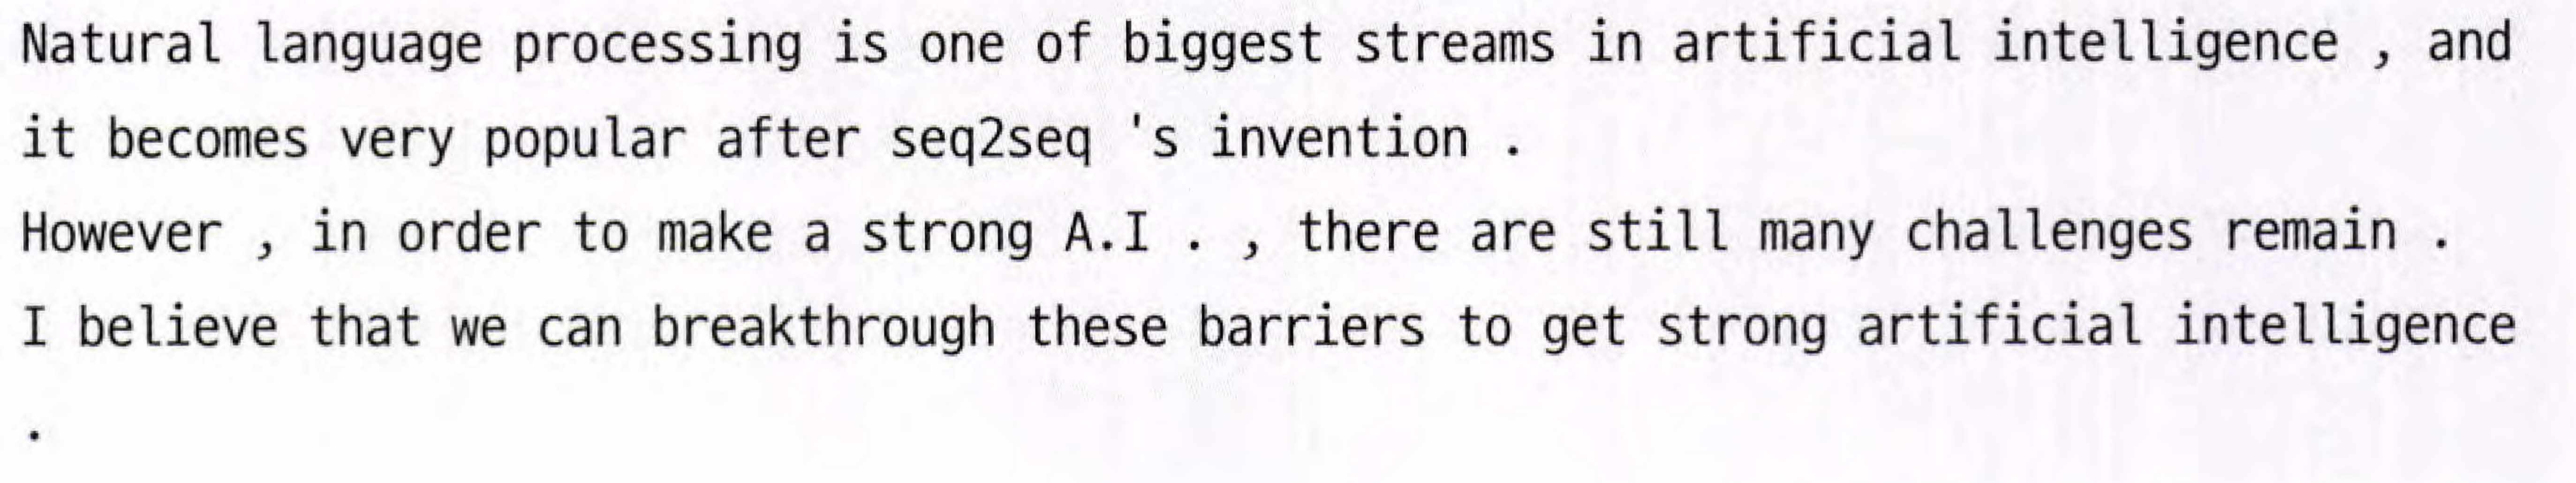 Natural language processing is one of biggest streams in artificial intelligence , and
it becomes very popular after seq2seq 's invention .
However , in order to make a strong A.I . , there are still many challenges remain .
I believe that we can breakthrough these barriers to get strong artificial intelligence
.